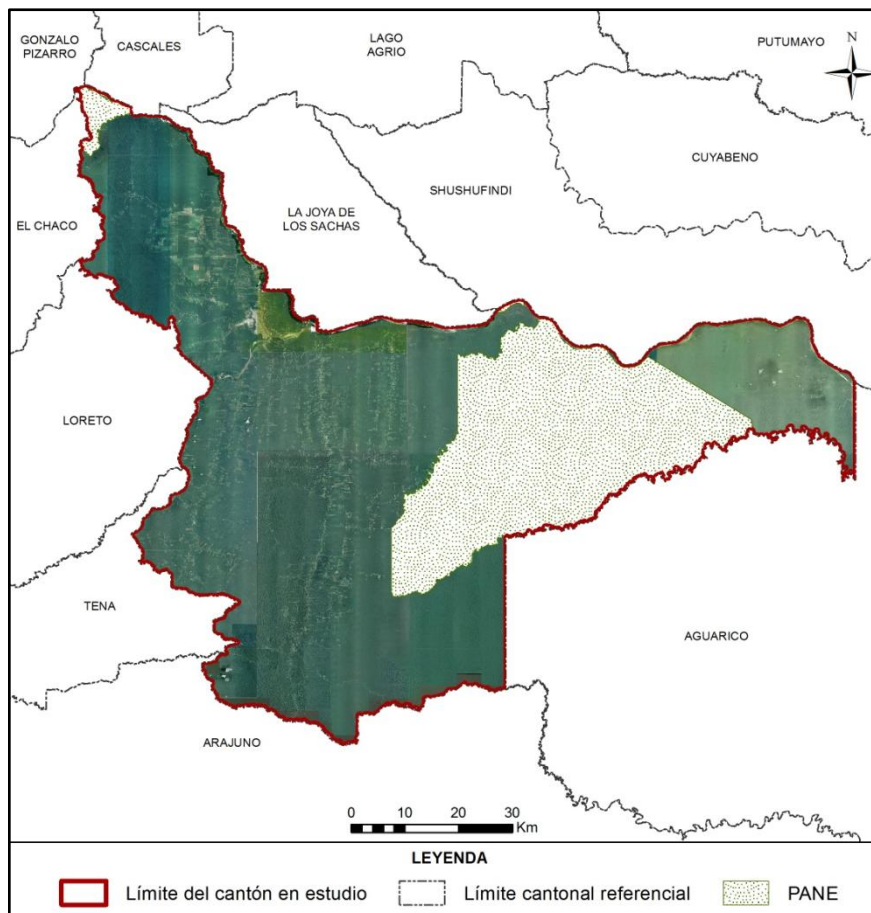 GONZALO
PIZARRO
CASCALES
LAGO
AGRIO
PUTUMAYO
N
CUYABENO
SHUSHUFINDI
EL CHACO
LA JOYA DE
LOS SACHAS
LORETO
TENA
AGUARICO
ARAJUNO
0 10 20 30
Km
LEYENDA
Límite del cantón en estudio
Límite cantonal referencial
PANE